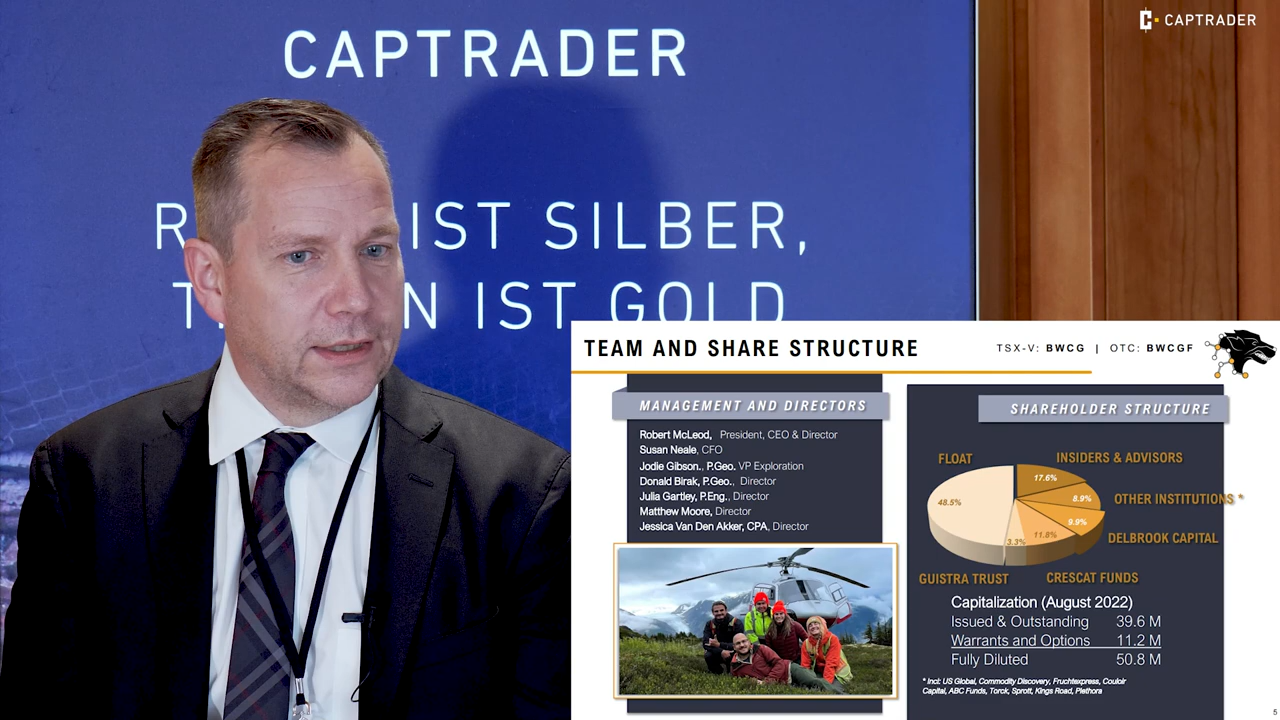 CAPTRADER
CAPTRADER
R IST SILBER,
T N IST GOLD
TEAM AND SHARE STRUCTURE
TSX-V: BWCG | OTC: BWCGF
MANAGEMENT AND DIRECTORS
Robert McLeod, President, CEO & Director
Susan Neale, CFO
Jodie Gibson., P.Geo. VP Exploration
Donald Birak, P.Geo., Director
Julia Gartley, P.Eng., Director
Matthew Moore, Director
Jessica Van Den Akker, CPA, Director
SHAREHOLDER STRUCTURE
FLOAT
INSIDERS & ADVISORS
17.6%
48.5%
8.9%
OTHER INSTITUTIONS *
9.9%
11.8%
3.3%
DELBROOK CAPITAL
GUISTRA TRUST
CRESCAT FUNDS
Capitalization (August 2022)
Issued & Outstanding 39.6 M
Warrants and Options 11.2 M
Fully Diluted 50.8 M
* Incl: US Global, Commodity Discovery, Fruchtexpress, Couloir
Capital, ABC Funds, Torck, Sprott, Kings Road, Plethora
5